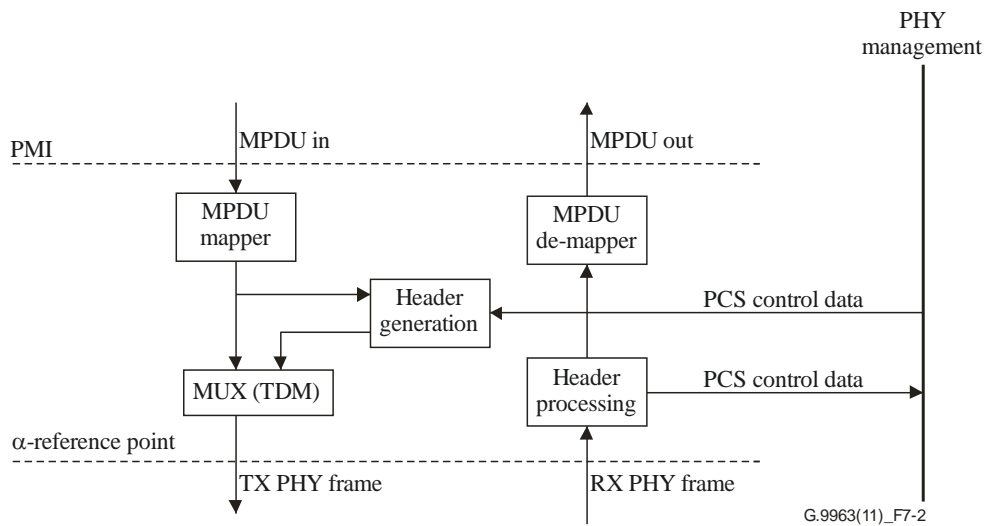 PHY
management
MPDU in
MPDU out
PMI
MPDU
mapper
MPDU
de-mapper
Header
generation
PCS control data
MUX (TDM)
Header
processing
PCS control data
α-reference point
TX PHY frame
RX PHY frame
G.9963(11)_F7-2